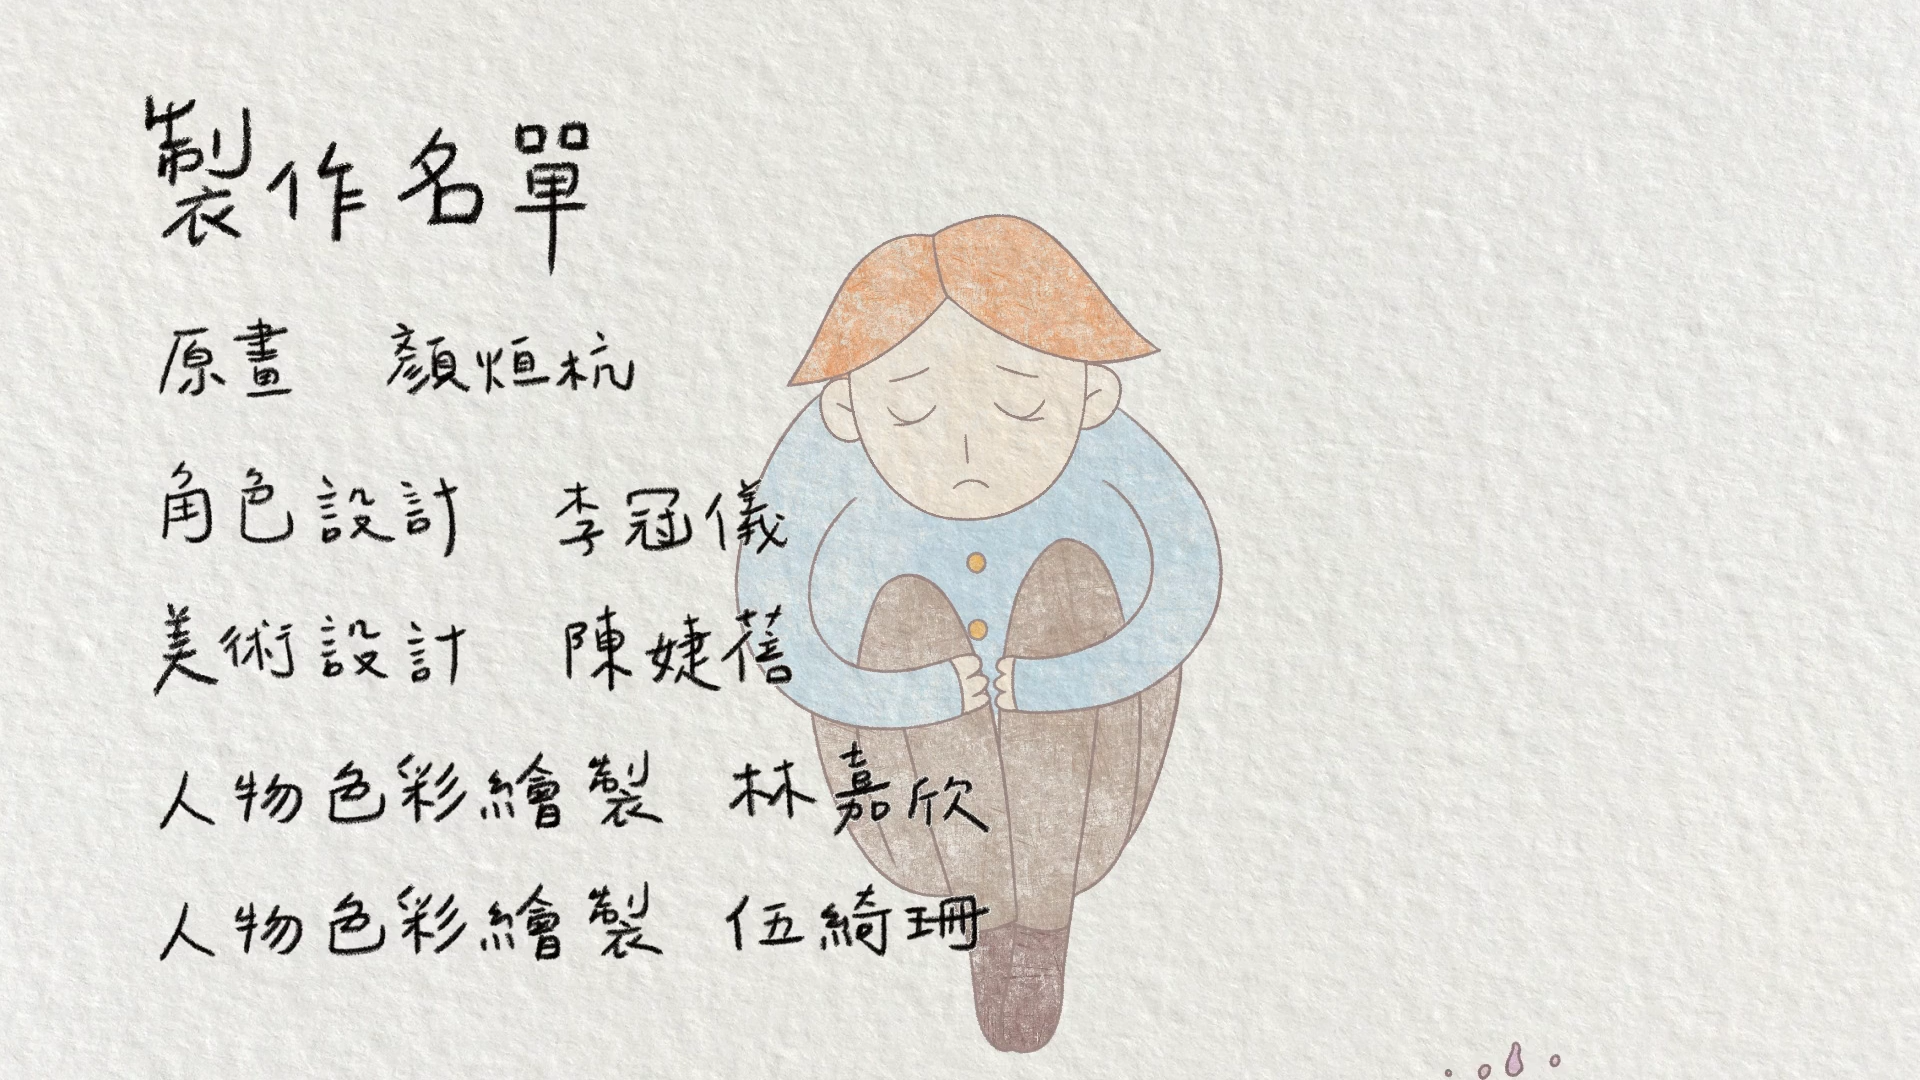 製作名單
原畫 顏烜杭
角色設計 李冠儀
美術設計 陳婕蓓
人物色彩繪製 林嘉欣
人物色彩繪製 伍綺珊